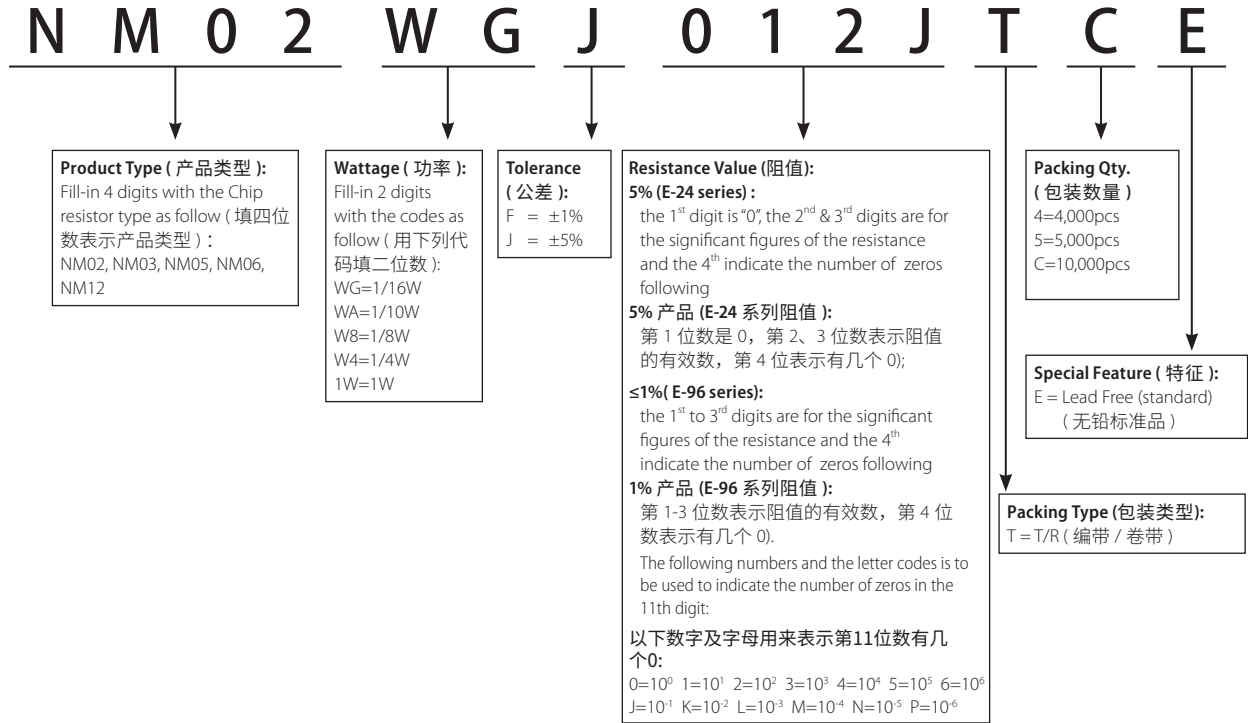 N M 0 2 W G J 0 1 2 J T C E
Product Type ( 产品类型 ):
Fill-in 4 digits with the Chip
resistor type as follow ( 填四位
数表示产品类型 ) :
NM02, NM03, NM05, NM06,
NM12
Wattage ( 功率 ):
Fill-in 2 digits
with the codes as
follow ( 用下列代
码填二位数 ):
WG=1/16W
WA=1/10W
W8=1/8W
W4=1/4W
1W=1W
Tolerance
( 公差 ):
F = ±1%
J = ±5%
Resistance Value (阻值):
5% (E-24 series) :
the 1st digit is "0", the 2nd & 3rd digits are for
the significant figures of the resistance
and the 4th indicate the number of zeros
following
5% 产品 (E-24 系列阻值 ):
第 1 位数是 0，第 2、3 位数表示阻值
的有效数，第 4 位表示有几个 0);
≤1%( E-96 series):
the 1st to 3rd digits are for the significant
figures of the resistance and the 4th
indicate the number of zeros following
1% 产品 (E-96 系列阻值 ):
第 1-3 位数表示阻值的有效数，第 4 位
数表示有几个 0).
The following numbers and the letter codes is to
be used to indicate the number of zeros in the
11th digit:
以下数字及字母用来表示第11位数有几
个0:
0=10⁰ 1=10¹ 2=10² 3=10³ 4=10⁴ 5=10⁵ 6=10⁶
J=10⁻¹ K=10⁻² L=10⁻³ M=10⁻⁴ N=10⁻⁵ P=10⁻⁶
Packing Qty.
( 包装数量 )
4=4,000pcs
5=5,000pcs
C=10,000pcs
Special Feature ( 特征 ):
E = Lead Free (standard)
( 无铅标准品 )
Packing Type (包装类型):
T = T/R ( 编带 / 卷带 )